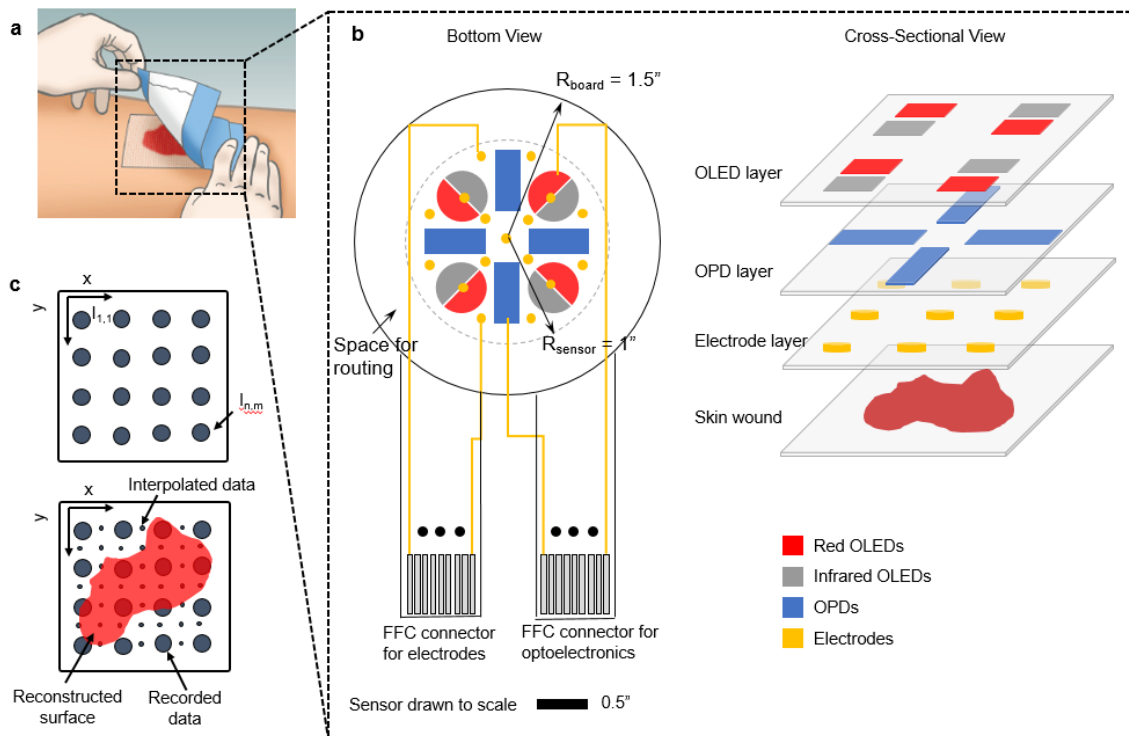 a
b
Bottom View
Cross-Sectional View
R_board = 1.5”
OLED layer
OPD layer
R_sensor = 1”
Space for
routing
Electrode layer
Skin wound
c
x
y
I_1,1
I_n,m
x
y
Interpolated data
Reconstructed
surface
Recorded
data
FFC connector
for electrodes
FFC connector for
optoelectronics
Red OLEDs
Infrared OLEDs
OPDs
Electrodes
Sensor drawn to scale
0.5”